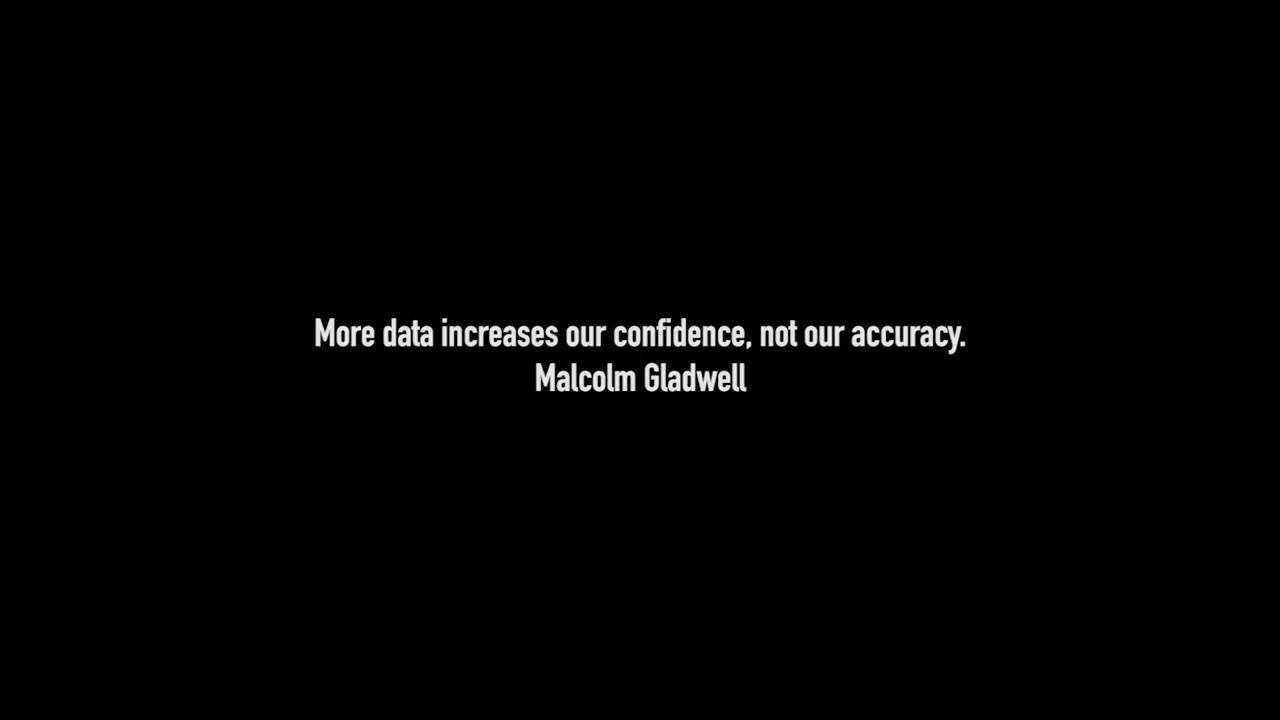 More data increases our confidence, not our accuracy.
Malcolm Gladwell